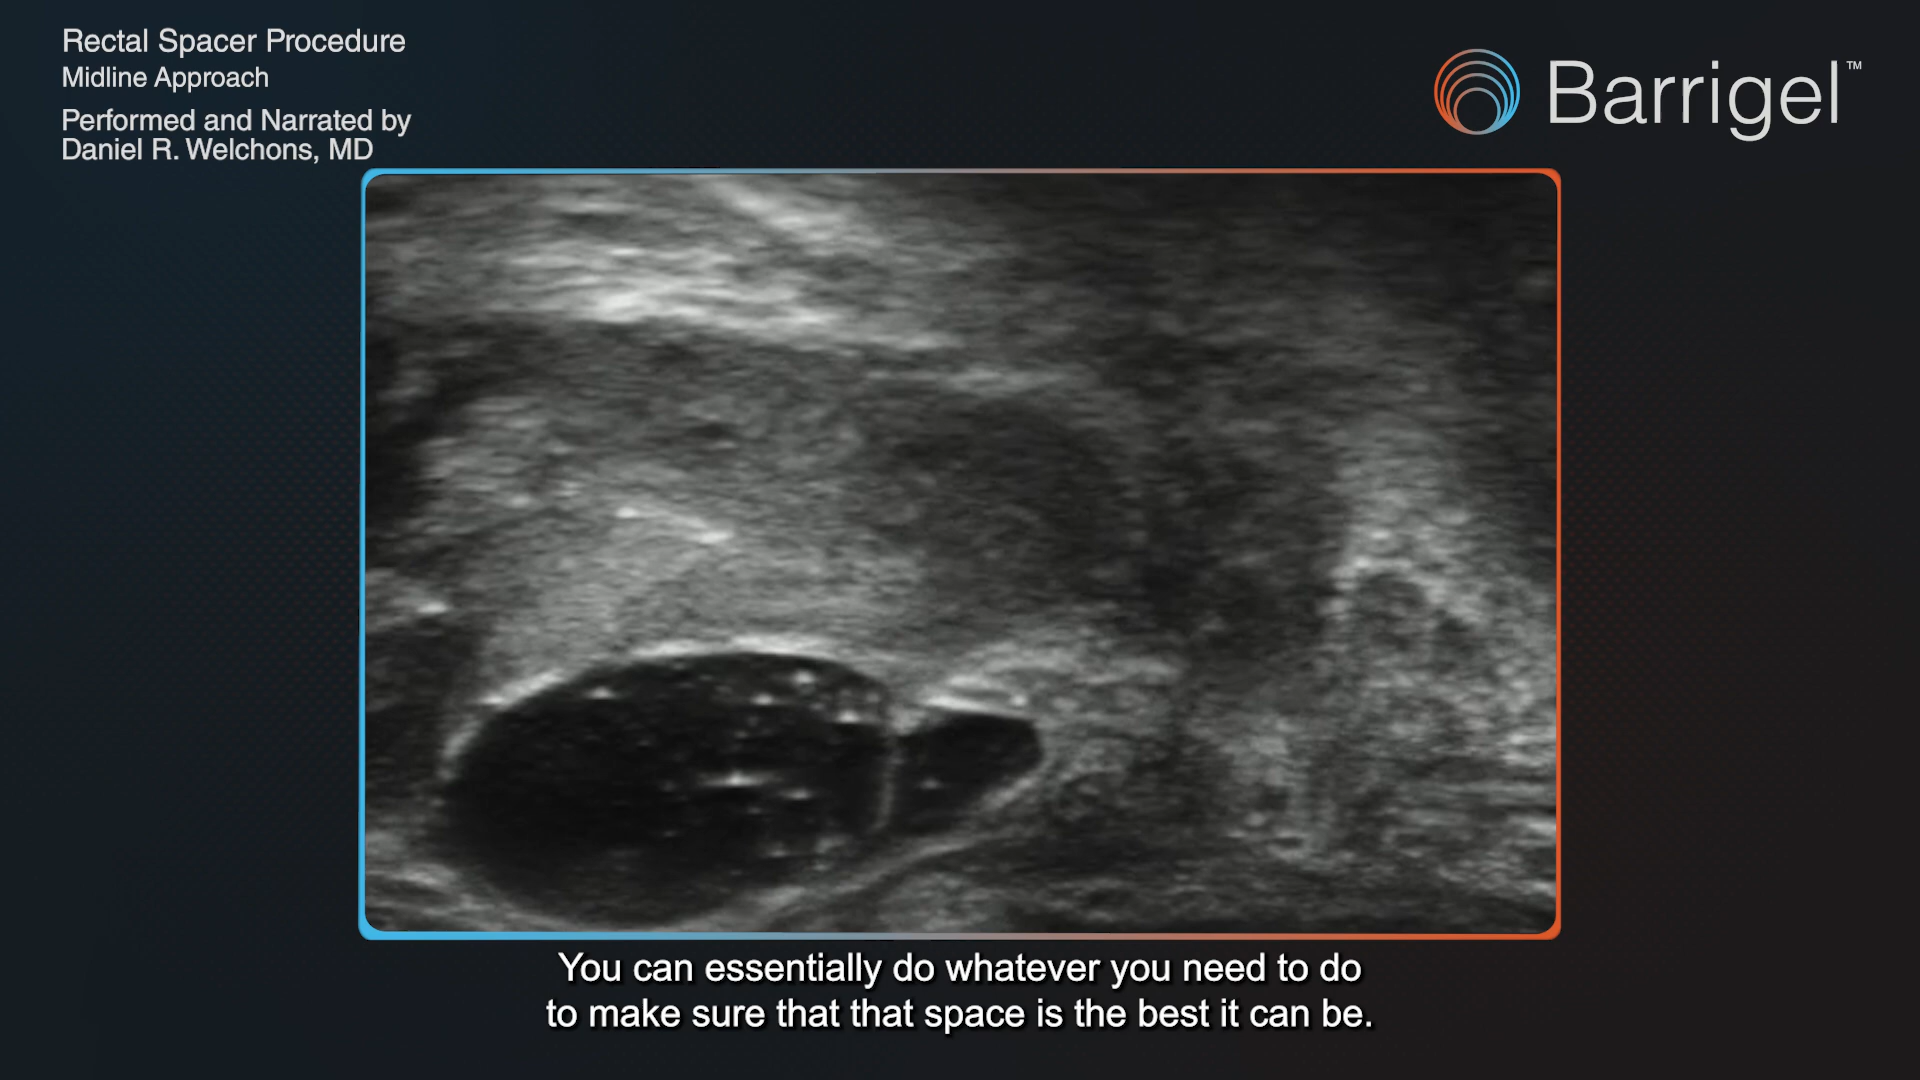 Rectal Spacer Procedure
Midline Approach
Performed and Narrated by
Daniel R. Welchons, MD
Barrigel™
You can essentially do whatever you need to do
to make sure that that space is the best it can be.